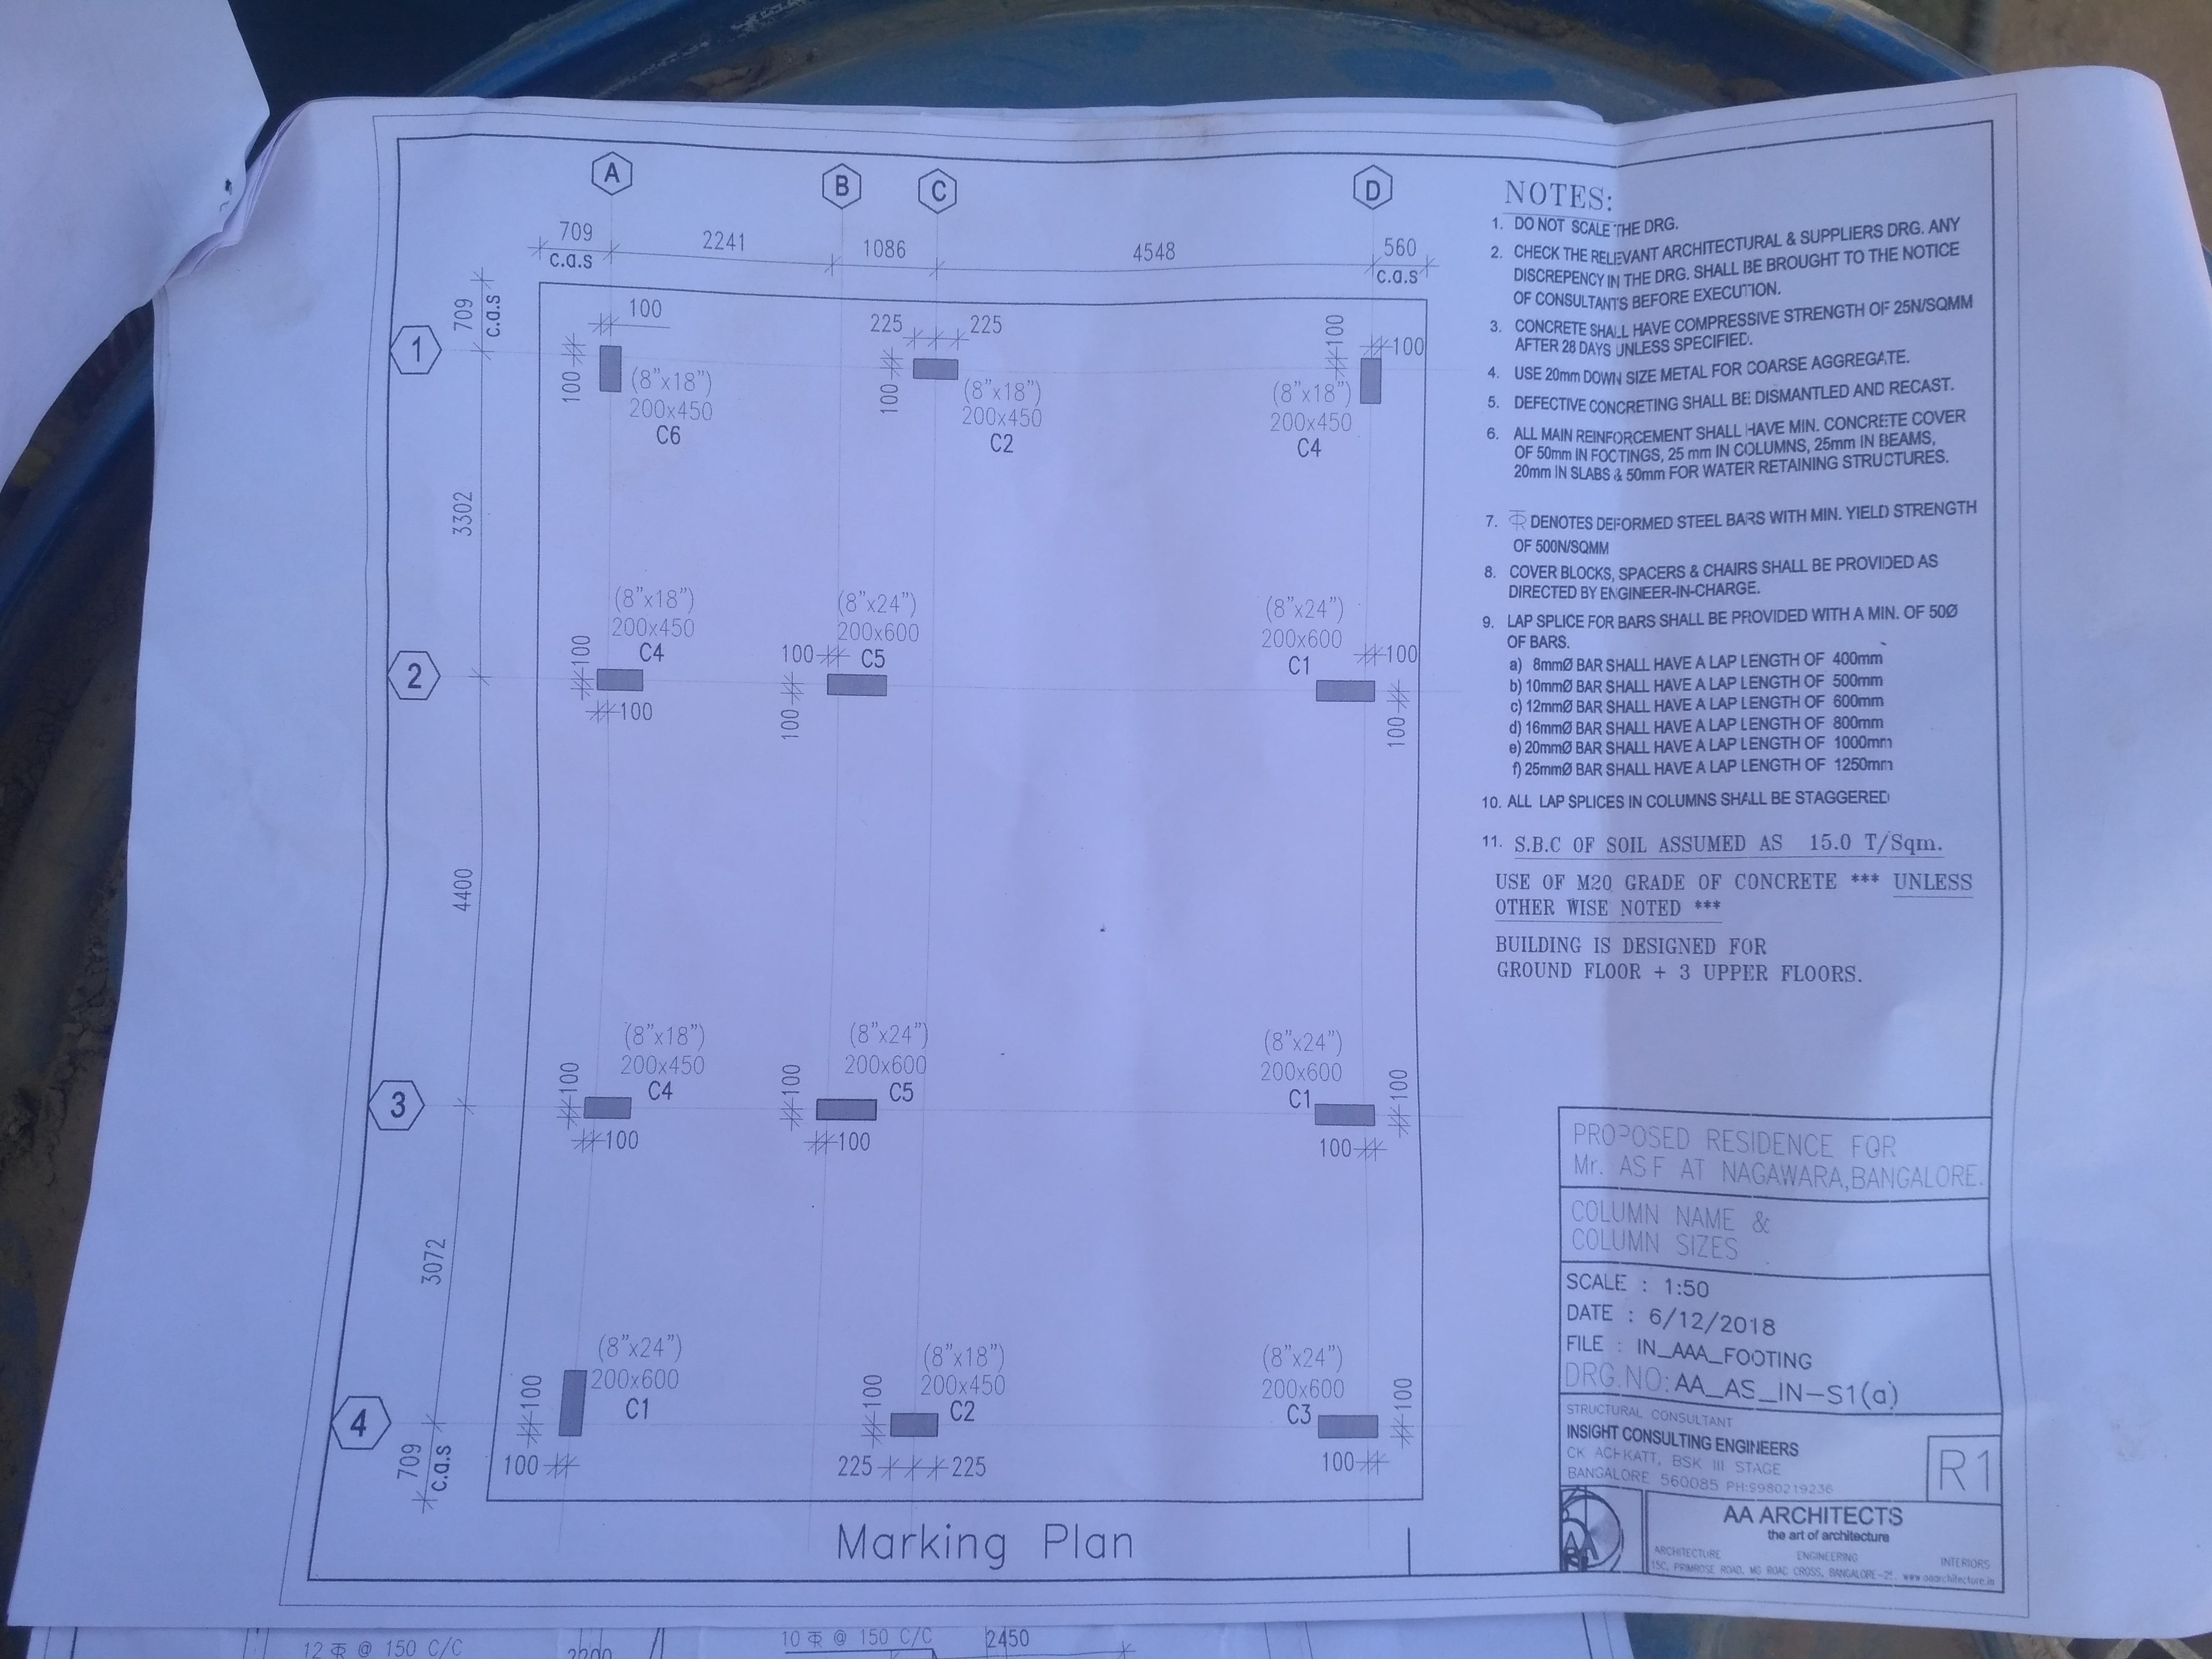 A
B
C
D
709
c.a.s
2241
1086
4548
560
c.a.s
709
c.a.s
1
100
100
(8"x18")
200x450
C6
225
225
100
(8"x18")
200x450
C2
100
100
(8"x18")
200x450
C4
3302
2
(8"x18")
200x450
C4
100
100
(8"x24")
200x600
100
C5
100
(8"x24")
200x600
C1
100
100
4400
3
(8"x18")
200x450
C4
100
100
(8"x24")
200x600
C5
100
100
(8"x24")
200x600
C1
100
100
3072
4
709
c.a.s
(8"x24")
200x600
C1
100
100
(8"x18")
200x450
C2
100
225
225
(8"x24")
200x600
C3
100
100
Marking Plan
NOTES:
1. DO NOT SCALE THE DRG.
2. CHECK THE RELEVANT ARCHITECTURAL & SUPPLIERS DRG. ANY
DISCREPENCY IN THE DRG. SHALL BE BROUGHT TO THE NOTICE
OF CONSULTANTS BEFORE EXECUTION.
3. CONCRETE SHALL HAVE COMPRESSIVE STRENGTH OF 25N/SQMM
AFTER 28 DAYS UNLESS SPECIFIED.
4. USE 20mm DOWN SIZE METAL FOR COARSE AGGREGATE.
5. DEFECTIVE CONCRETING SHALL BE DISMANTLED AND RECAST.
6. ALL MAIN REINFORCEMENT SHALL HAVE MIN. CONCRETE COVER
OF 50mm IN FOOTINGS, 25 mm IN COLUMNS, 25mm IN BEAMS,
20mm IN SLABS & 50mm FOR WATER RETAINING STRUCTURES.
7. DENOTES DEFORMED STEEL BARS WITH MIN. YIELD STRENGTH
OF 500N/SQMM
8. COVER BLOCKS, SPACERS & CHAIRS SHALL BE PROVIDED AS
DIRECTED BY ENGINEER-IN-CHARGE.
9. LAP SPLICE FOR BARS SHALL BE PROVIDED WITH A MIN. OF 50Ø
OF BARS.
a) 8mmØ BAR SHALL HAVE A LAP LENGTH OF 400mm
b) 10mmØ BAR SHALL HAVE A LAP LENGTH OF 500mm
c) 12mmØ BAR SHALL HAVE A LAP LENGTH OF 600mm
d) 16mmØ BAR SHALL HAVE A LAP LENGTH OF 800mm
e) 20mmØ BAR SHALL HAVE A LAP LENGTH OF 1000mm
f) 25mmØ BAR SHALL HAVE A LAP LENGTH OF 1250mm
10. ALL LAP SPLICES IN COLUMNS SHALL BE STAGGERED
11. S.B.C OF SOIL ASSUMED AS 15.0 T/Sqm.
USE OF M20 GRADE OF CONCRETE *** UNLESS
OTHER WISE NOTED ***
BUILDING IS DESIGNED FOR
GROUND FLOOR + 3 UPPER FLOORS.
PROPOSED RESIDENCE FOR
Mr. AT NAGAWARA,BANGALORE.
COLUMN NAME &
COLUMN SIZES
SCALE : 1:50
DATE : 6/12/2018
FILE : IN_AAA_FOOTING
DRG.NO:AA_AS_IN-S1(a)
STRUCTURAL CONSULTANT
INSIGHT CONSULTING ENGINEERS
BSK III STAGE
BANGALORE 560085
R1
AA ARCHITECTS
the art of architecture
ARCHITECTURE ENGINEERING INTERIORS
15C, PRIMROSE ROAD, MG ROAD CROSS, www.aaarchitecture.in
@ 150 C/C
@ 150 C/C
2450